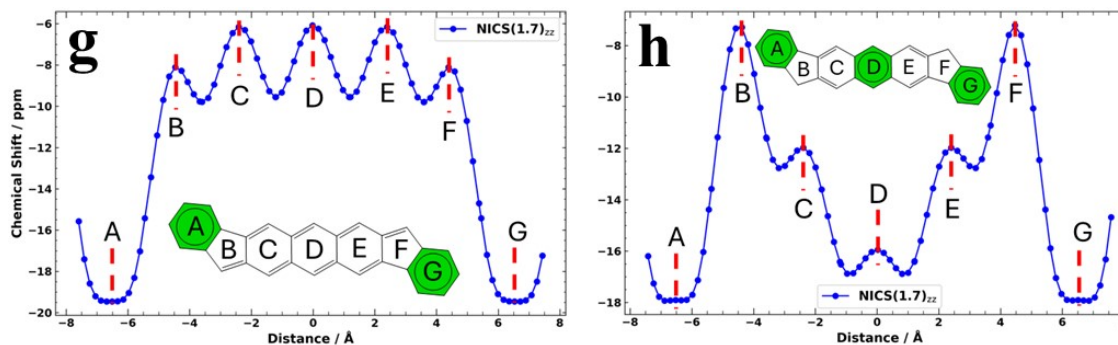 g
NICS(1.7)zz
Chemical Shift / ppm
-6
-8
-10
-12
-14
-16
-18
-20
A
B
C
D
E
F
G
A B C D E F G
-8 -6 -4 -2 0 2 4 6 8
Distance / Å
h
-8
-10
-12
-14
-16
-18
A B C D E F G
A
B
C
D
E
F
G
NICS(1.7)zz
-8 -6 -4 -2 0 2 4 6
Distance / Å